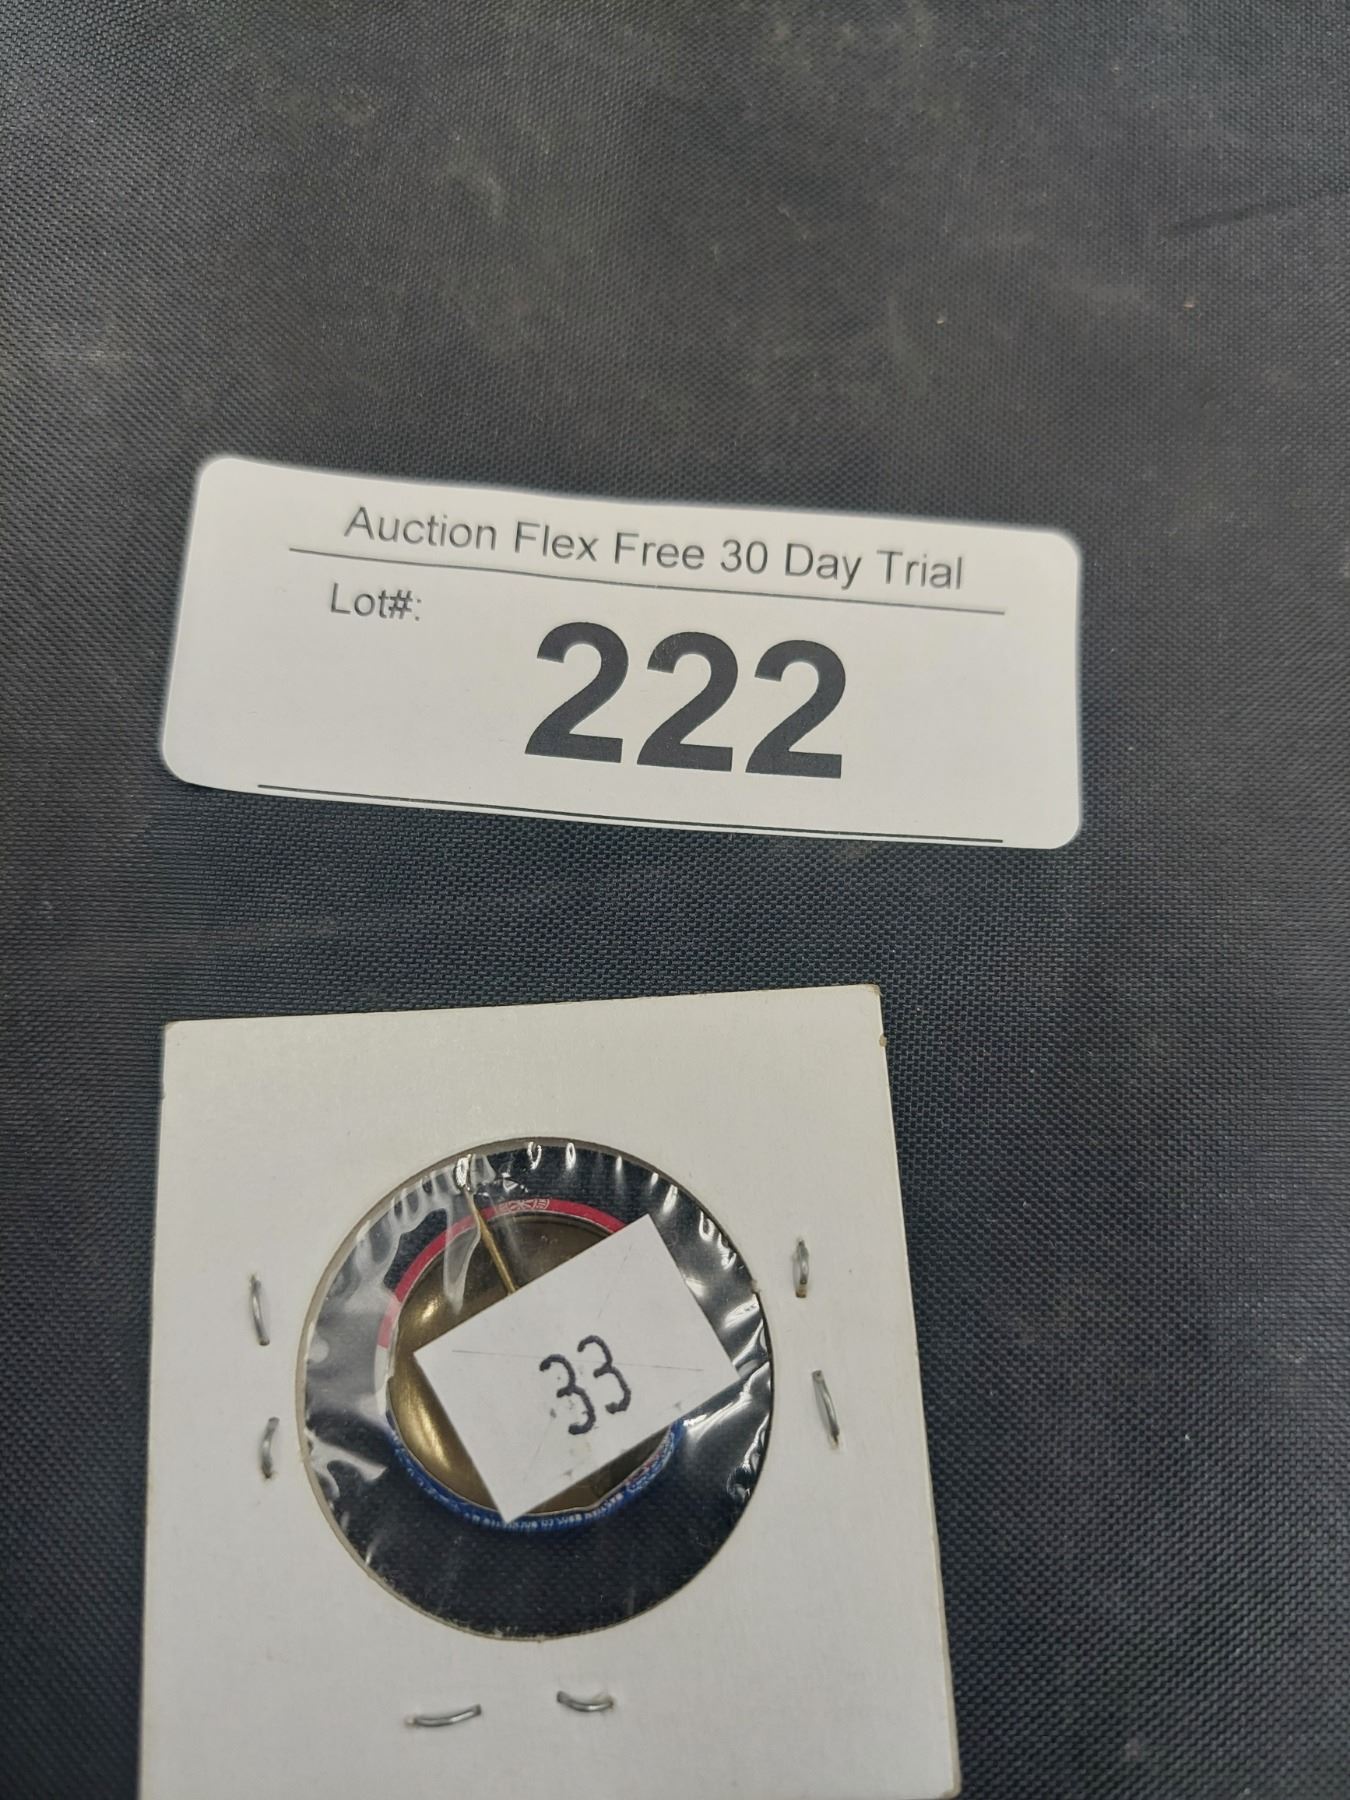 Auction Flex Free 30 Day Trial
Lot#:
222
33